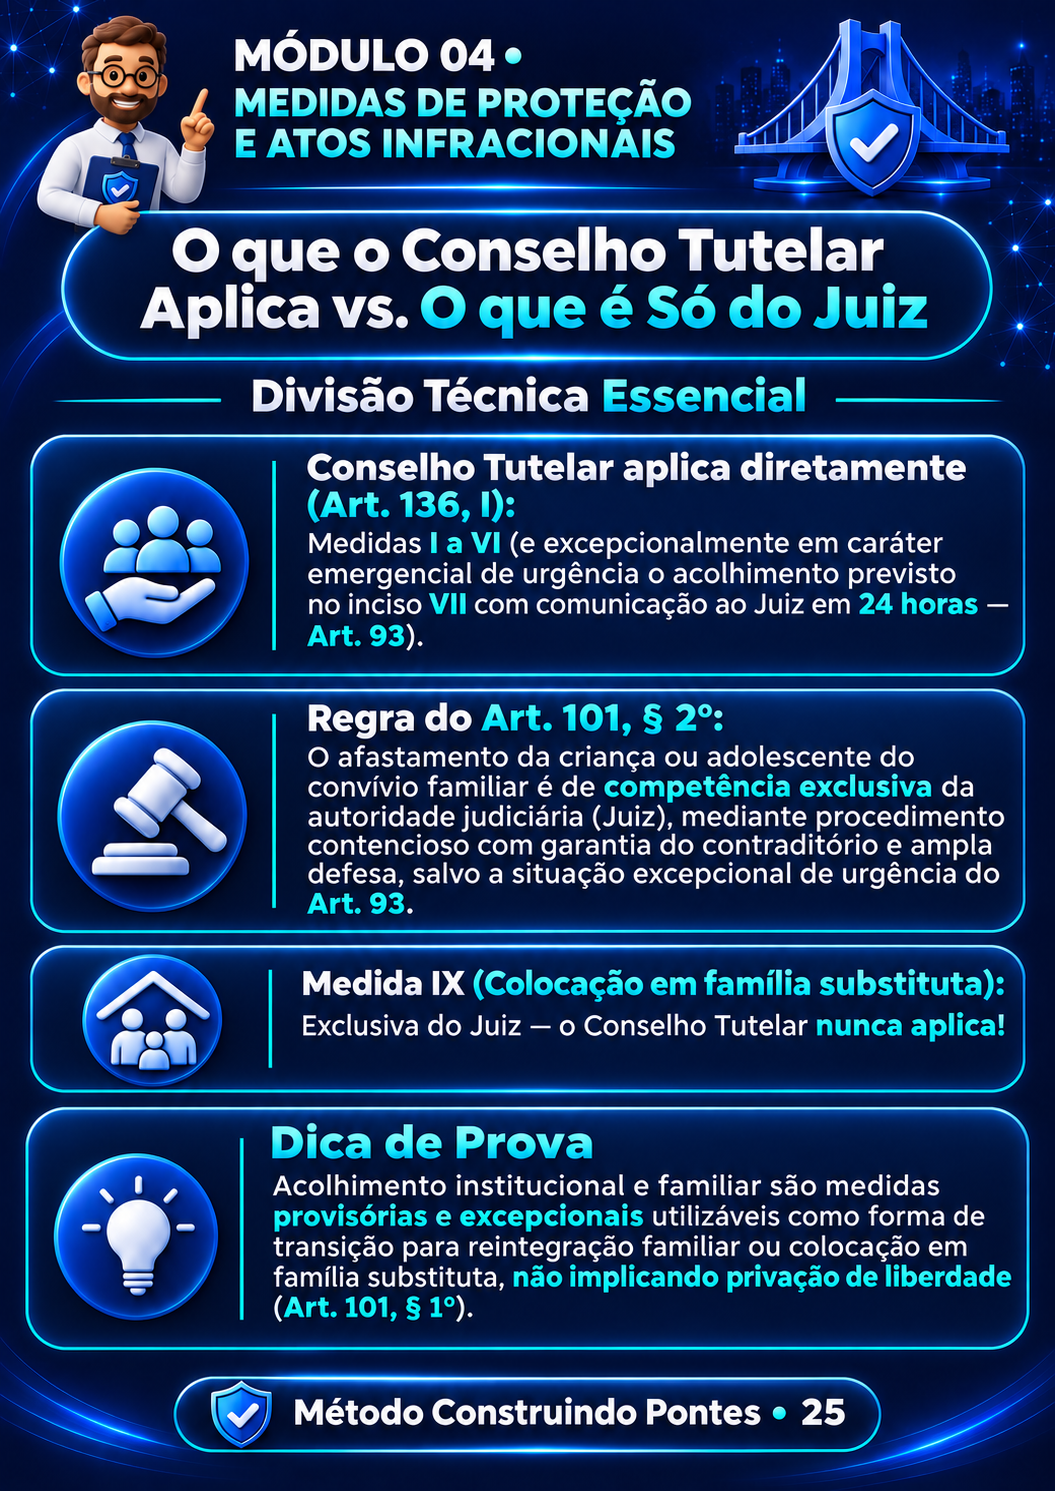 MÓDULO 04 •
MEDIDAS DE PROTEÇÃO
E ATOS INFRACIONAIS
O que o Conselho Tutelar
Aplica vs. O que é Só do Juiz
Divisão Técnica Essencial
Conselho Tutelar aplica diretamente
(Art. 136, I):
Medidas I a VI (e excepcionalmente em caráter
emergencial de urgência o acolhimento previsto
no inciso VII com comunicação ao Juiz em 24 horas —
Art. 93).
Regra do Art. 101, § 2º:
O afastamento da criança ou adolescente do
convívio familiar é de competência exclusiva da
autoridade judiciária (Juiz), mediante procedimento
contencioso com garantia do contraditório e ampla
defesa, salvo a situação excepcional de urgência do
Art. 93.
Medida IX (Colocação em família substituta):
Exclusiva do Juiz — o Conselho Tutelar nunca aplica!
Dica de Prova
Acolhimento institucional e familiar são medidas
provisórias e excepcionais utilizáveis como forma de
transição para reintegração familiar ou colocação em
família substituta, não implicando privação de liberdade
(Art. 101, § 1º).
Método Construindo Pontes • 25